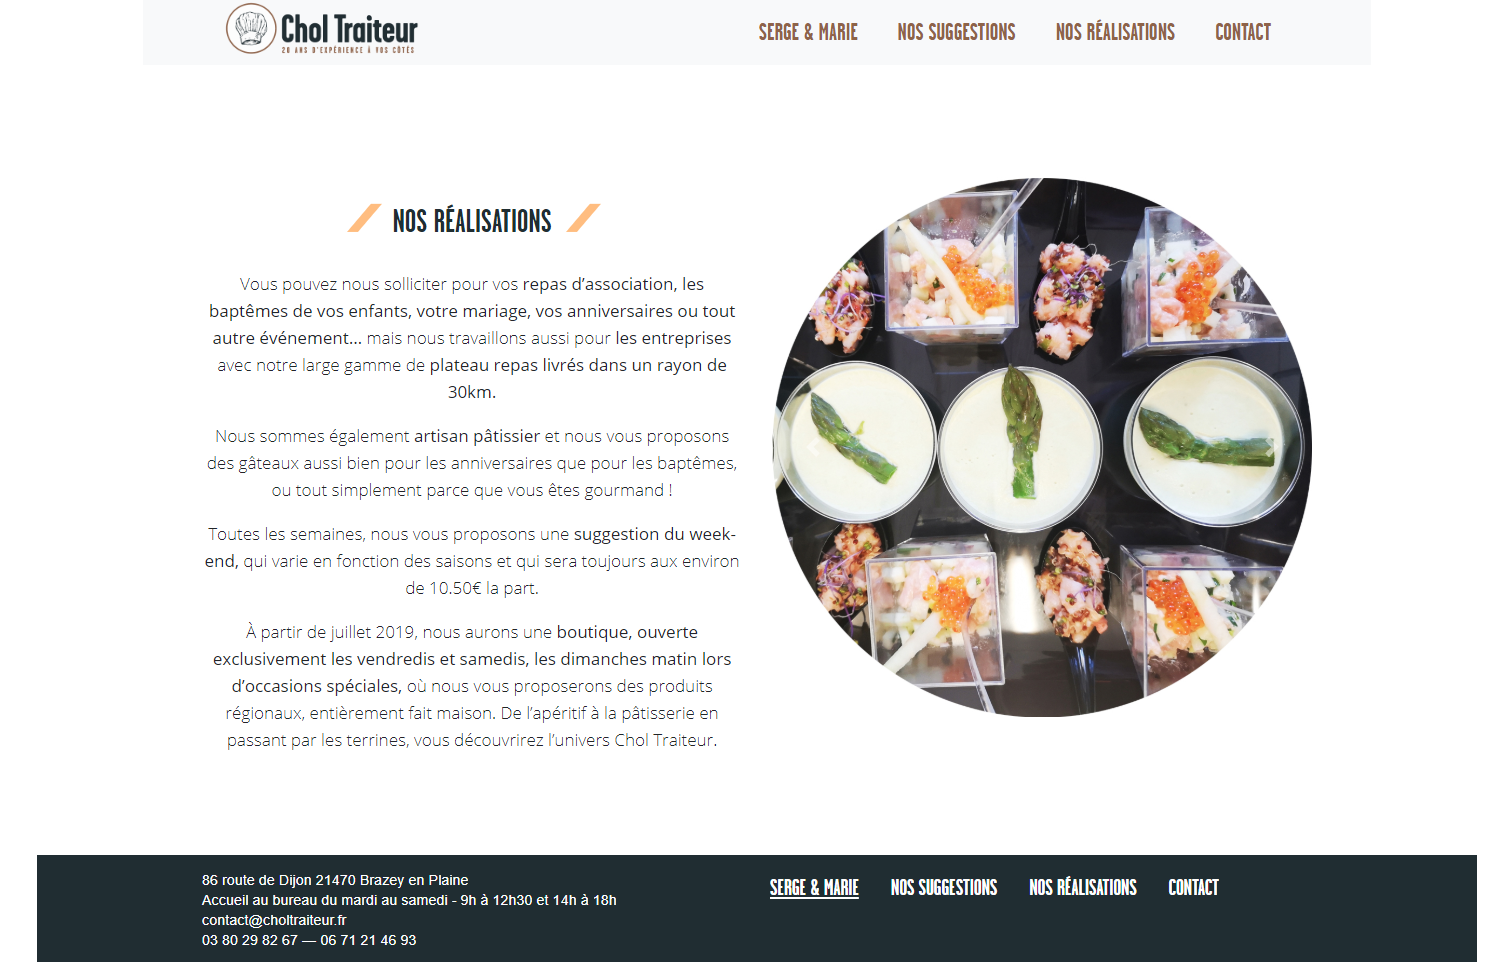 Chol Traiteur
20 ANS D'EXPÉRIENCE À VOS CÔTÉS
SERGE & MARIE
NOS SUGGESTIONS
NOS RÉALISATIONS
CONTACT
NOS RÉALISATIONS
Vous pouvez nous solliciter pour vos repas d’association, les
baptêmes de vos enfants, votre mariage, vos anniversaires ou tout
autre événement... mais nous travaillons aussi pour les entreprises
avec notre large gamme de plateau repas livrés dans un rayon de
30km.
Nous sommes également artisan pâtissier et nous vous proposons
des gâteaux aussi bien pour les anniversaires que pour les baptêmes,
ou tout simplement parce que vous êtes gourmand !
Toutes les semaines, nous vous proposons une suggestion du week-
end, qui varie en fonction des saisons et qui sera toujours aux environ
de 10.50€ la part.
À partir de juillet 2019, nous aurons une boutique, ouverte
exclusivement les vendredis et samedis, les dimanches matin lors
d’occasions spéciales, où nous vous proposerons des produits
régionaux, entièrement fait maison. De l’apéritif à la pâtisserie en
passant par les terrines, vous découvrirez l’univers Chol Traiteur.
86 route de Dijon 21470 Brazey en Plaine
Accueil au bureau du mardi au samedi - 9h à 12h30 et 14h à 18h
contact@choltraiteur.fr
03 80 29 82 67 — 06 71 21 46 93
SERGE & MARIE
NOS SUGGESTIONS
NOS RÉALISATIONS
CONTACT